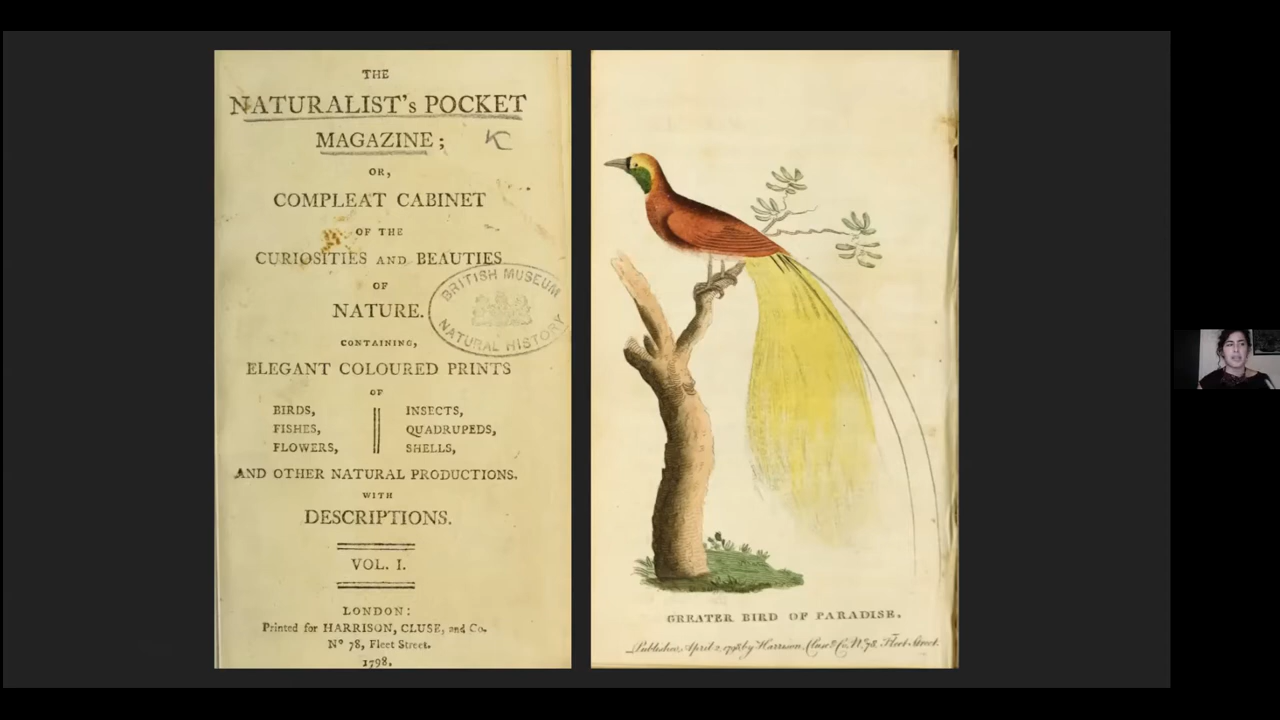 THE
NATURALIST's POCKET
MAGAZINE;
K
OR,
COMPLEAT CABINET
OF THE
CURIOSITIES AND BEAUTIES
OF
NATURE.
BRITISH MUSEUM
NATURAL HISTORY
CONTAINING,
ELEGANT COLOURED PRINTS
OF
BIRDS, INSECTS,
FISHES, QUADRUPEDS,
FLOWERS, SHELLS,
AND OTHER NATURAL PRODUCTIONS.
WITH
DESCRIPTIONS.
VOL. I.
LONDON:
Printed for HARRISON, CLUSE, and Co.
Nº 78, Fleet Street.
1798.
GREATER BIRD OF PARADISE.
Publish'd April 2, 1798 by Harrison, Cluse & Co. Nº 78, Fleet Street.